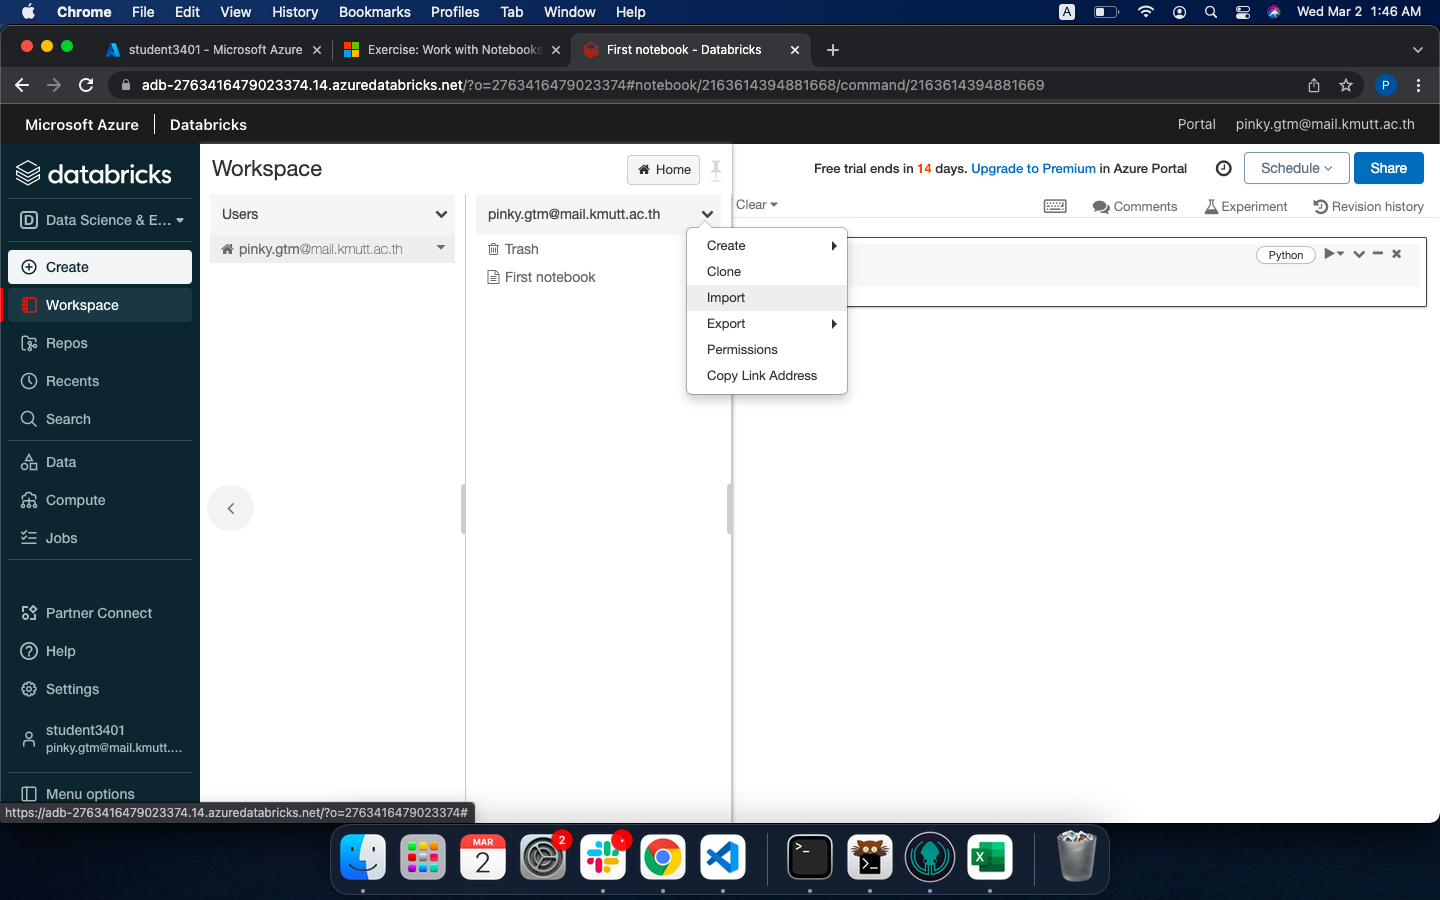 Chrome File Edit View History Bookmarks Profiles Tab Window Help A Wed Mar 2 1:46 AM
student3401 - Microsoft Azure Exercise: Work with Notebooks First notebook - Databricks
adb-2763416479023374.14.azuredatabricks.net/?o=2763416479023374#notebook/2163614394881668/command/2163614394881669 P
Microsoft Azure Databricks Portal pinky.gtm@mail.kmutt.ac.th
databricks
D Data Science & E...
Create
Workspace
Repos
Recents
Search
Data
Compute
Jobs
Partner Connect
Help
Settings
student3401
pinky.gtm@mail.kmutt....
Menu options
https://adb-2763416479023374.14.azuredatabricks.net/?o=2763416479023374#
Workspace Home
Users
pinky.gtm@mail.kmutt.ac.th
pinky.gtm@mail.kmutt.ac.th
Trash
First notebook
Create
Clone
Import
Export
Permissions
Copy Link Address
Free trial ends in 14 days. Upgrade to Premium in Azure Portal Schedule Share
Clear Comments Experiment Revision history
Python
MAR
2
2
>_
>_
X